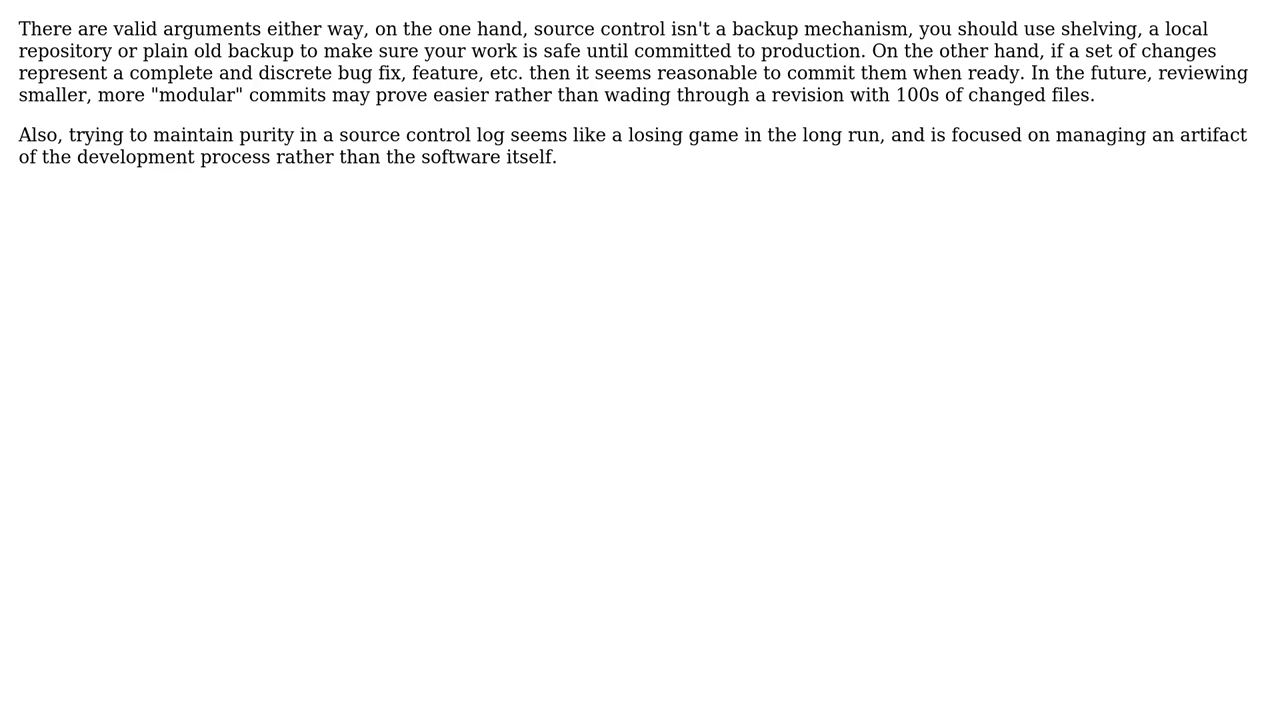 There are valid arguments either way, on the one hand, source control isn't a backup mechanism, you should use shelving, a local
repository or plain old backup to make sure your work is safe until committed to production. On the other hand, if a set of changes
represent a complete and discrete bug fix, feature, etc. then it seems reasonable to commit them when ready. In the future, reviewing
smaller, more "modular" commits may prove easier rather than wading through a revision with 100s of changed files.
Also, trying to maintain purity in a source control log seems like a losing game in the long run, and is focused on managing an artifact
of the development process rather than the software itself.